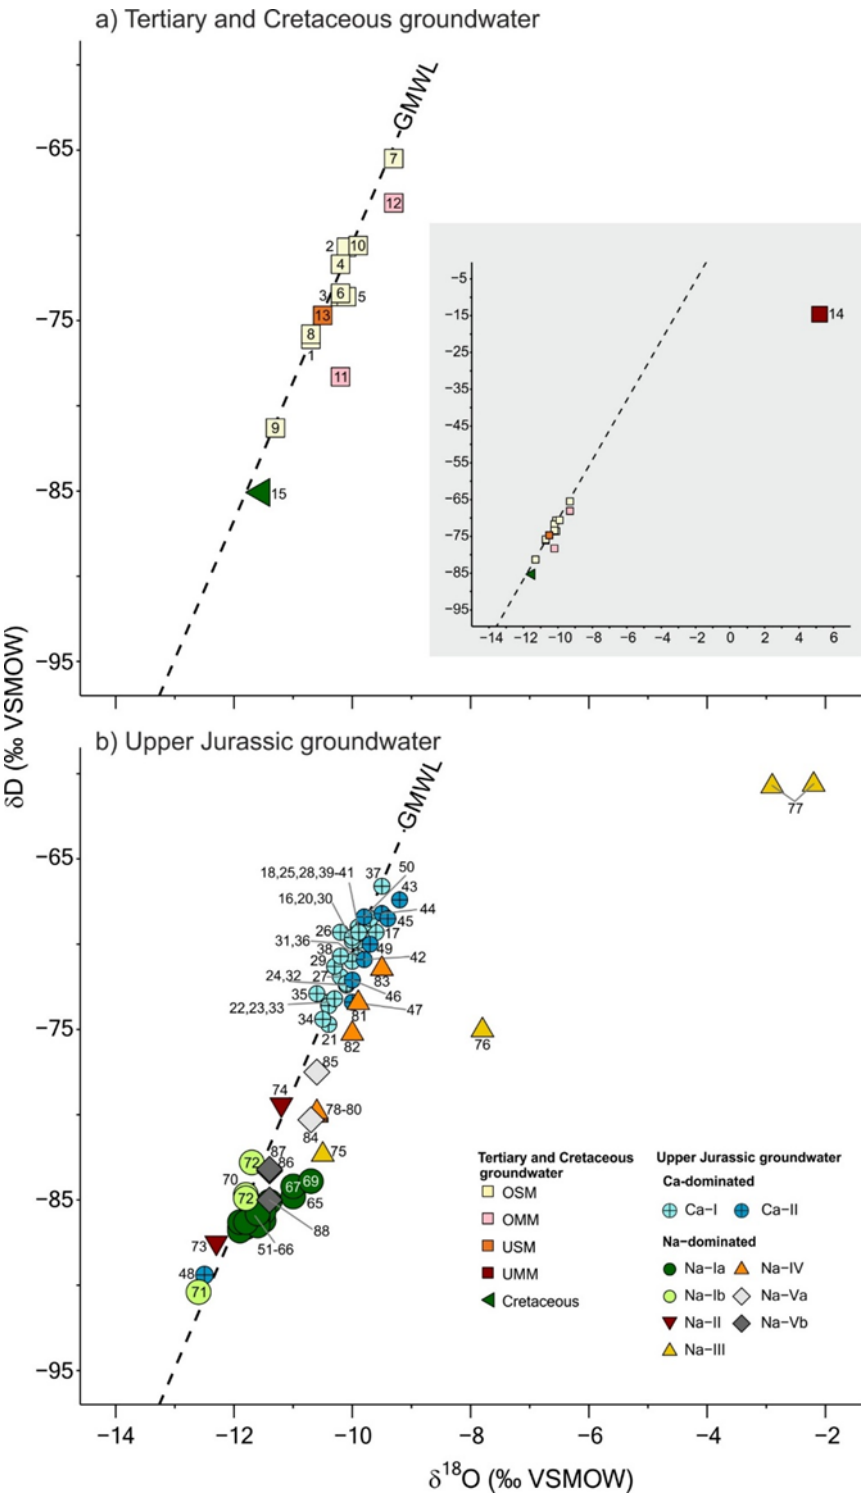 a) Tertiary and Cretaceous groundwater
GMWL
−65
7
12
2
10
4
3
6
5
−75
13
8
1
11
9
−85
15
−95
−5
−15
14
−25
−35
−45
−55
−65
−75
−85
−95
−14 −12 −10 −8 −6 −4 −2 0 2 4 6
δD (‰ VSMOW)
b) Upper Jurassic groundwater
GMWL
77
−65
18,25,28,39-41
37
50
43
16,20,30
44
45
26
17
31,36
49
38
42
29
24,32
27
83
35
46
22,23,33
47
81
34
−75
21
82
76
85
74
78-80
84
87
75
72
86
70
67
69
72
−85
65
88
51-66
73
48
71
−95
Tertiary and Cretaceous
groundwater
OSM
OMM
USM
UMM
Cretaceous
Upper Jurassic groundwater
Ca-dominated
Ca−I
Ca−II
Na−dominated
Na−Ia
Na−IV
Na−Ib
Na−Va
Na−II
Na−Vb
Na−III
−14 −12 −10 −8 −6 −4 −2
δ18O (‰ VSMOW)